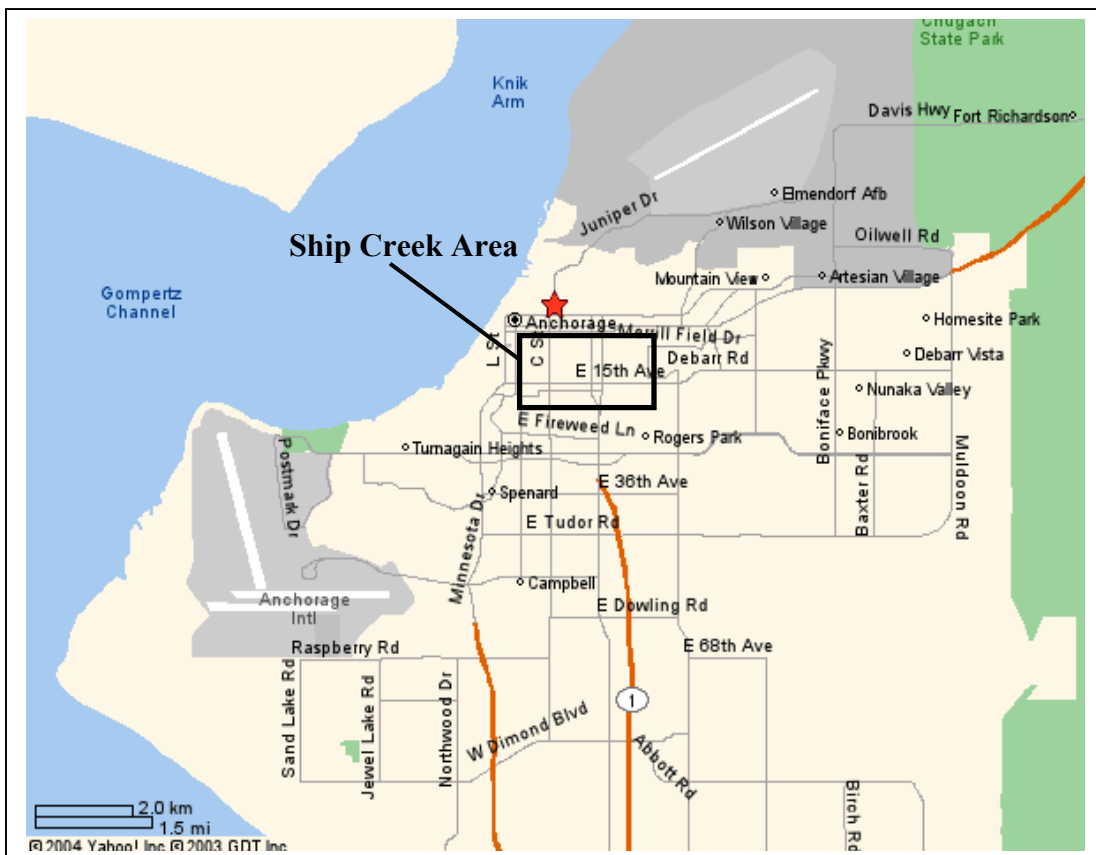 Chugach
State Park
Knik
Arm
Davis Hwy
Fort Richardson
Juniper Dr
Elmendorf Afb
Wilson Village
Oilwell Rd
Ship Creek Area
Mountain View
Artesian Village
Gompertz
Channel
Anchorage
Merrill Field Dr
Homesite Park
L St
C St
Debarr Rd
Debarr Vista
E 15th Ave
Boniface Pkwy
Nunaka Valley
E Fireweed Ln
Rogers Park
Bonibrook
Turnagain Heights
Postmark Dr
Baxter Rd
Muldoon Rd
E 36th Ave
Spenard
E Tudor Rd
Minnesota Dr
Campbell
Anchorage
Intl
E Dowling Rd
Raspberry Rd
E 68th Ave
Sand Lake Rd
Jewel Lake Rd
Northwood Dr
1
W Dimond Blvd
Abbott Rd
Birch Rd
2.0 km
1.5 mi
©2004 Yahoo! Inc ©2003 GDT Inc